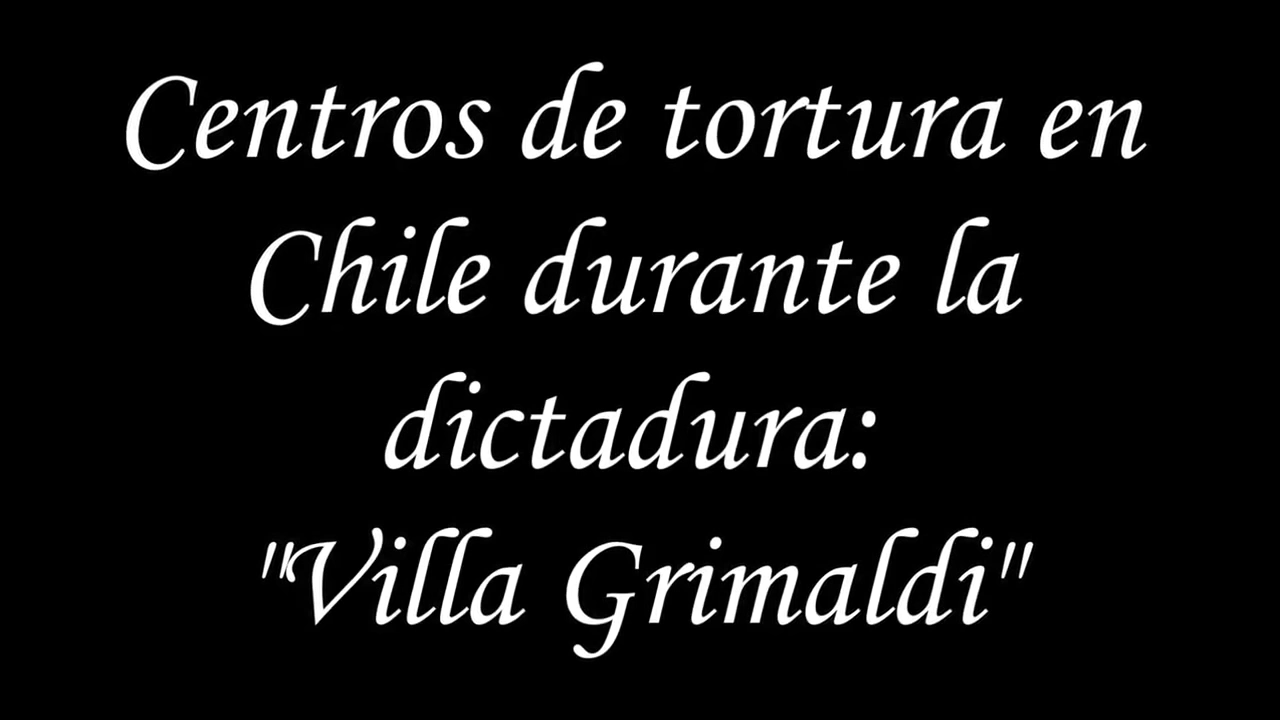 Centros de tortura en
Chile durante la
dictadura:
"Villa Grimaldi"